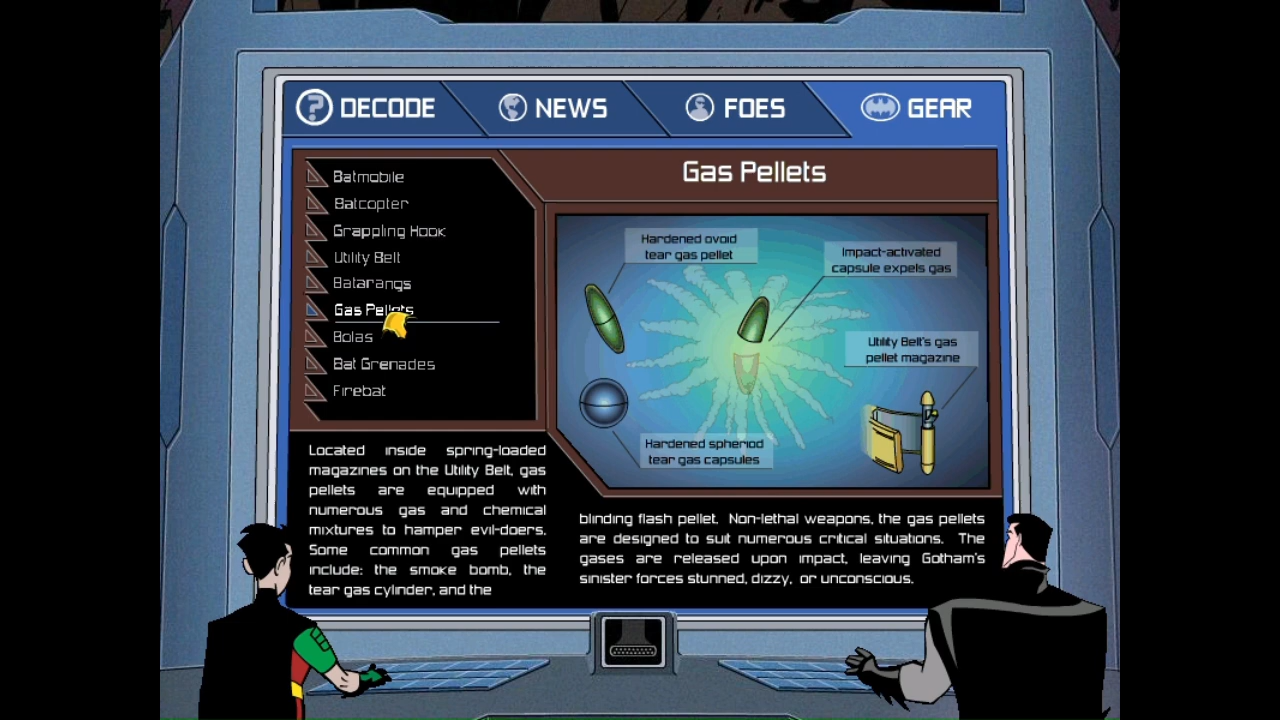 ? DECODE
NEWS
FOES
GEAR
Batmobile
Batcopter
Grappling Hook
Utility Belt
Batarangs
Gas Pellets
Bolas
Bat Grenades
Firebat
Gas Pellets
Hardened ovoid
tear gas pellet
Impact-activated
capsule expels gas
Utility Belt's gas
pellet magazine
Hardened spheriod
tear gas capsules
Located inside spring-loaded
magazines on the Utility Belt, gas
pellets are equipped with
numerous gas and chemical
mixtures to hamper evil-doers.
Some common gas pellets
include: the smoke bomb, the
tear gas cylinder, and the
blinding flash pellet. Non-lethal weapons, the gas pellets
are designed to suit numerous critical situations. The
gases are released upon impact, leaving Gotham's
sinister forces stunned, dizzy, or unconscious.